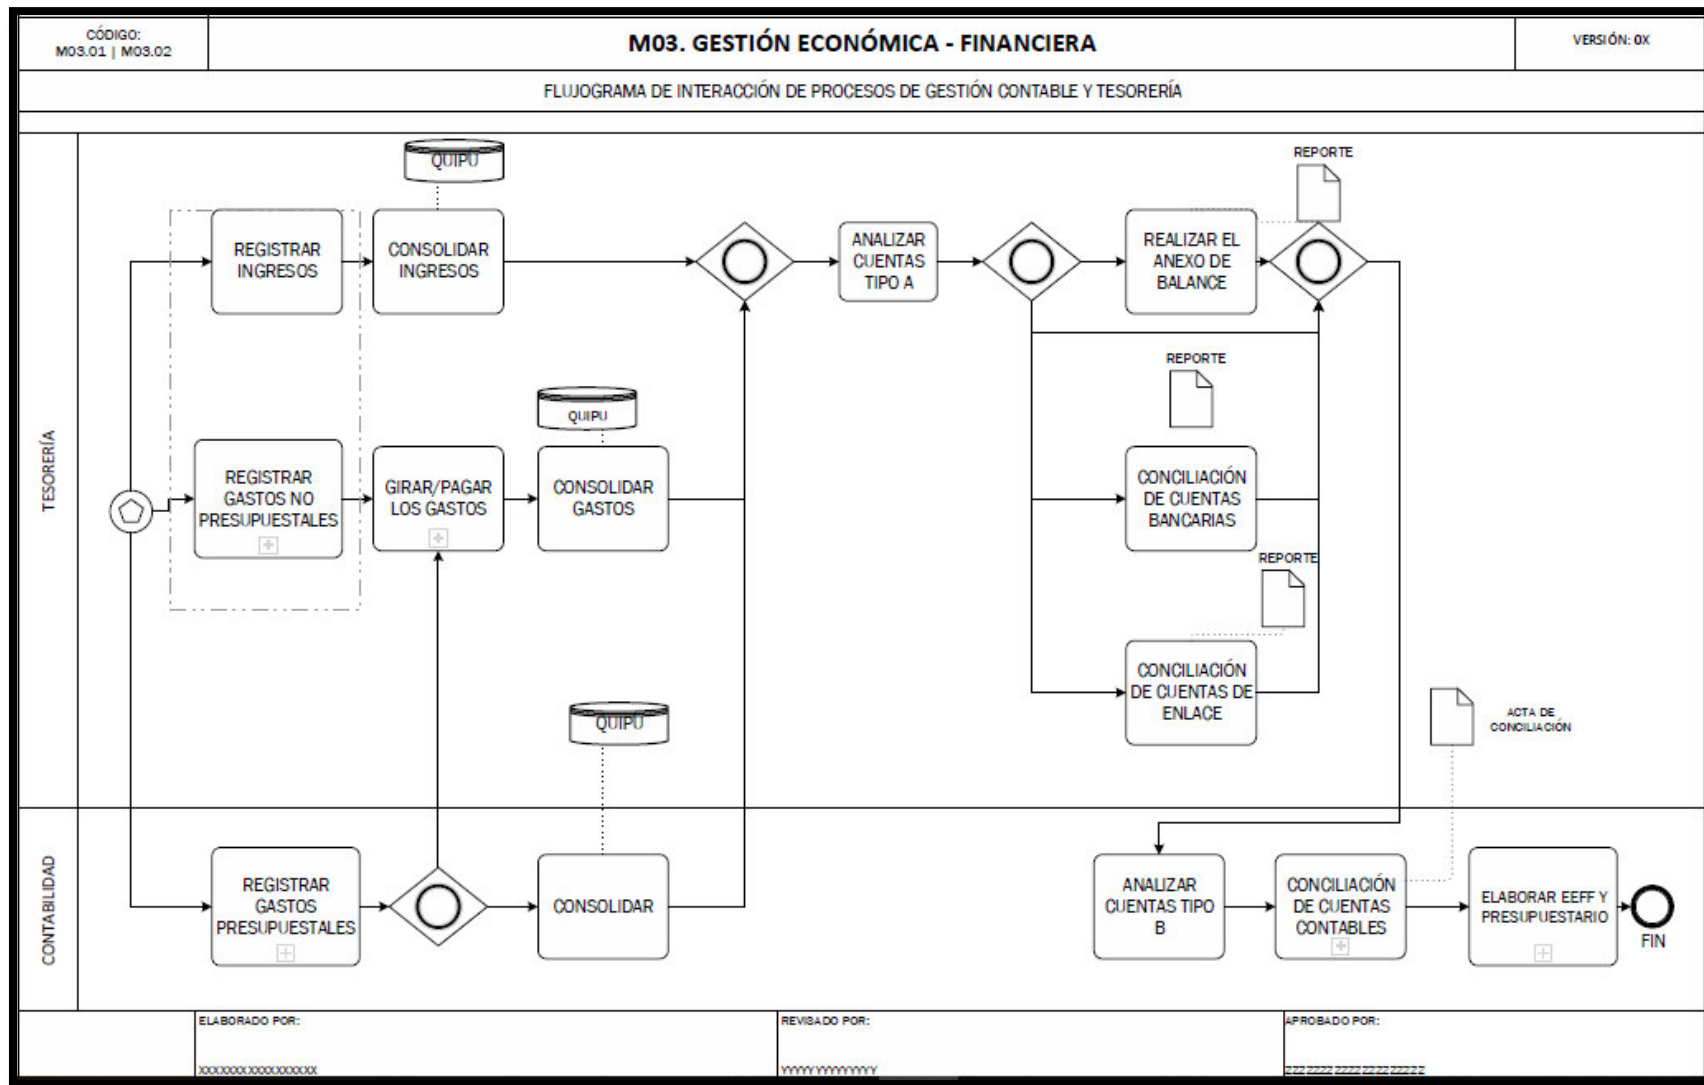 CÓDIGO:
M03.01 | M03.02
M03. GESTIÓN ECONÓMICA - FINANCIERA
VERSIÓN: 0X
FLUJOGRAMA DE INTERACCIÓN DE PROCESOS DE GESTIÓN CONTABLE Y TESORERÍA
TESORERÍA
QUIPU
REPORTE
REGISTRAR
INGRESOS
CONSOLIDAR
INGRESOS
ANALIZAR
CUENTAS
TIPO A
REALIZAR EL
ANEXO DE
BALANCE
REPORTE
QUIPU
REGISTRAR
GASTOS NO
PRESUPUESTALES
GIRAR/PAGAR
LOS GASTOS
CONSOLIDAR
GASTOS
CONCILIACIÓN
DE CUENTAS
BANCARIAS
REPORTE
CONCILIACIÓN
DE CUENTAS DE
ENLACE
QUIPU
ACTA DE
CONCILIACIÓN
CONTABILIDAD
REGISTRAR
GASTOS
PRESUPUESTALES
CONSOLIDAR
ANALIZAR
CUENTAS TIPO
B
CONCILIACIÓN
DE CUENTAS
CONTABLES
ELABORAR EEFF Y
PRESUPUESTARIO
FIN
ELABORADO POR:
REVISADO POR:
APROBADO POR: